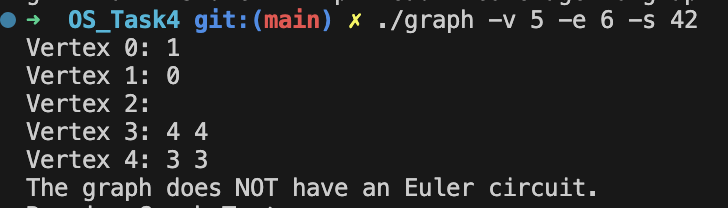 ➜ OS_Task4 git:(main) ✗ ./graph -v 5 -e 6 -s 42
Vertex 0: 1
Vertex 1: 0
Vertex 2:
Vertex 3: 4 4
Vertex 4: 3 3
The graph does NOT have an Euler circuit.